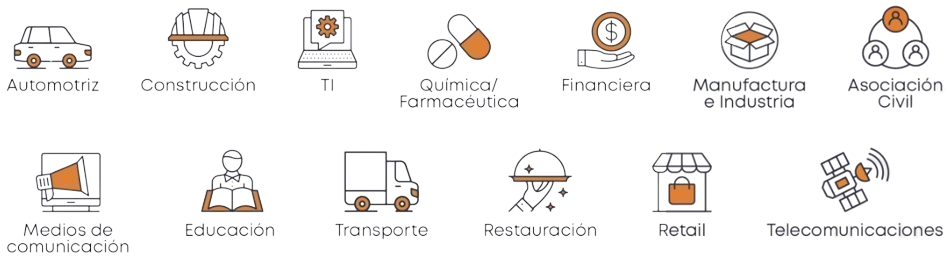 Automotriz
Construcción
TI
Química/
Farmacéutica
Financiera
Manufactura
e Industria
Asociación
Civil
Medios de
comunicación
Educación
Transporte
Restauración
Retail
Telecomunicaciones